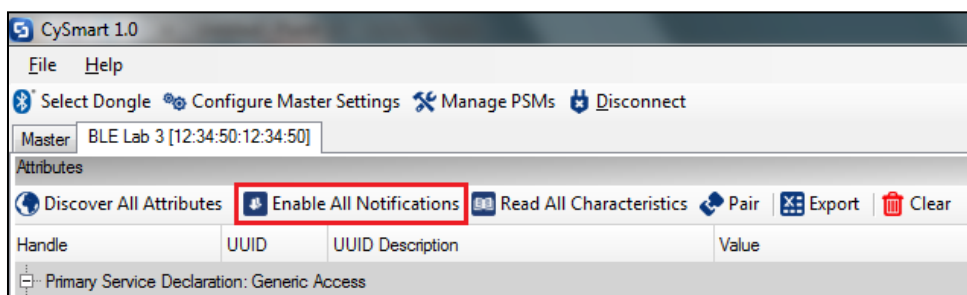 CySmart 1.0
File Help
Select Dongle Configure Master Settings Manage PSMs Disconnect
Master BLE Lab 3 [12:34:50:12:34:50]
Attributes
Discover All Attributes Enable All Notifications Read All Characteristics Pair Export Clear
Handle UUID UUID Description Value
Primary Service Declaration: Generic Access